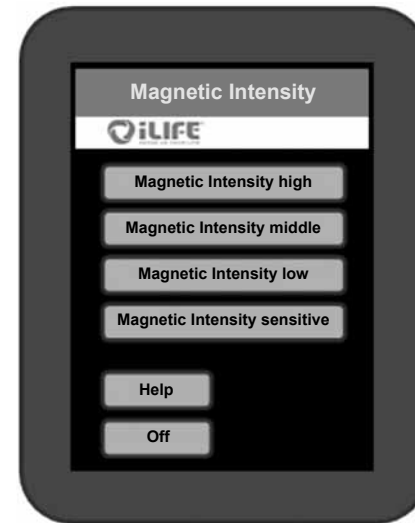 Magnetic Intensity
iLIFE
Magnetic Intensity high
Magnetic Intensity middle
Magnetic Intensity low
Magnetic Intensity sensitive
Help
Off